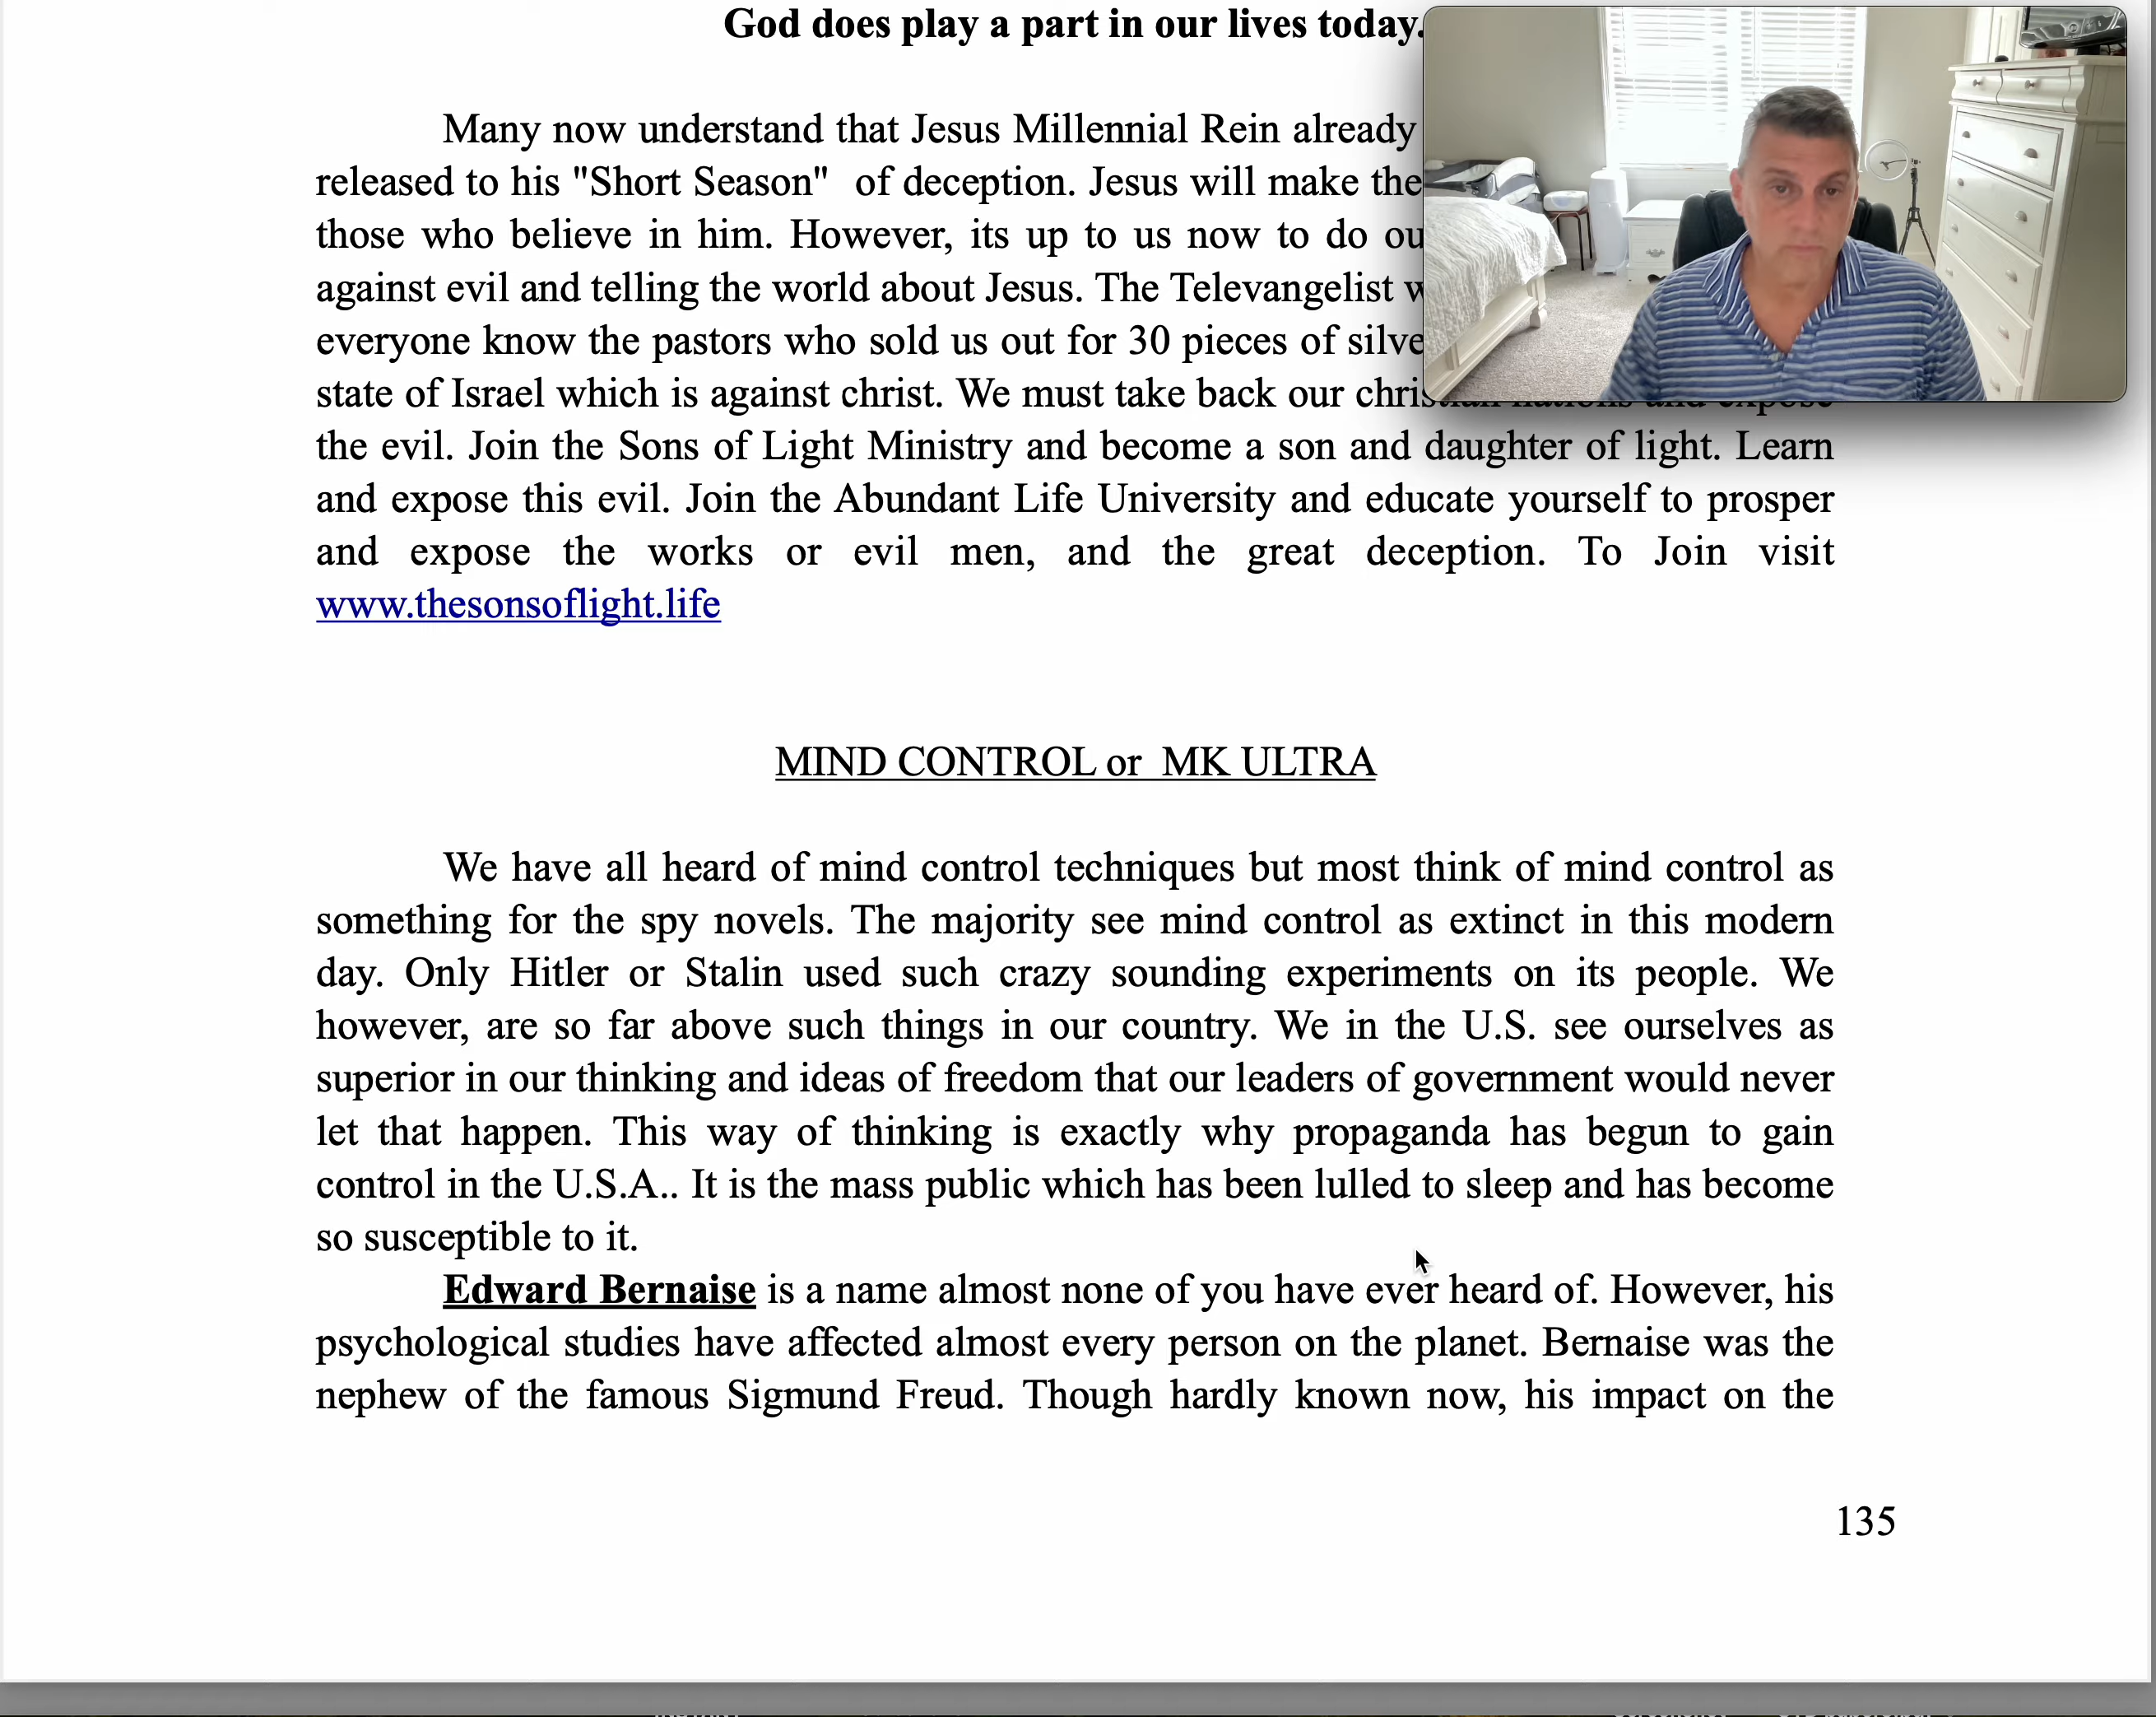 God does play a part in our lives today.
Many now understand that Jesus Millennial Rein already
released to his "Short Season" of deception. Jesus will make the
those who believe in him. However, its up to us now to do
against evil and telling the world about Jesus. The Televangelist
everyone know the pastors who sold us out for 30 pieces of
state of Israel which is against christ. We must take back our
the evil. Join the Sons of Light Ministry and become a son and daughter of light. Learn
and expose this evil. Join the Abundant Life University and educate yourself to prosper
and expose the works or evil men, and the great deception. To Join visit
www.thesonsoflight.life
MIND CONTROL or MK ULTRA
We have all heard of mind control techniques but most think of mind control as
something for the spy novels. The majority see mind control as extinct in this modern
day. Only Hitler or Stalin used such crazy sounding experiments on its people. We
however, are so far above such things in our country. We in the U.S. see ourselves as
superior in our thinking and ideas of freedom that our leaders of government would never
let that happen. This way of thinking is exactly why propaganda has begun to gain
control in the U.S.A.. It is the mass public which has been lulled to sleep and has become
so susceptible to it.
Edward Bernaise is a name almost none of you have ever heard of. However, his
psychological studies have affected almost every person on the planet. Bernaise was the
nephew of the famous Sigmund Freud. Though hardly known now, his impact on the
135